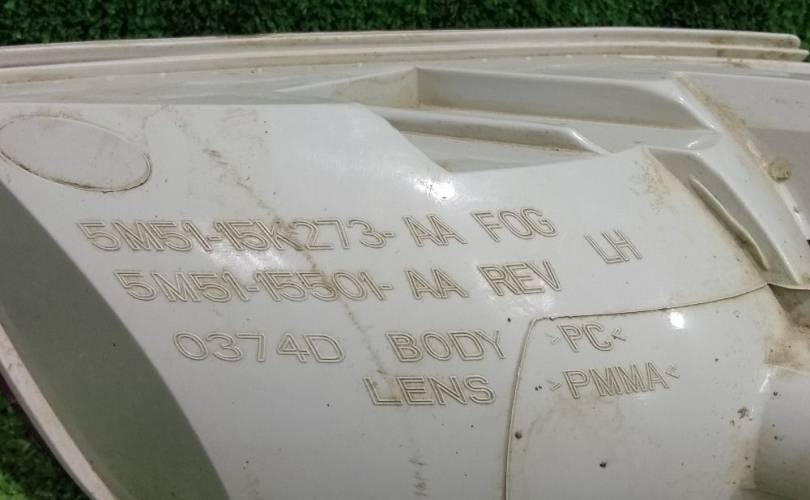 5M51-15K273-AA FOG
5M51-15501-AA REV LH
0374D BODY >PC<
LENS >PMMA<